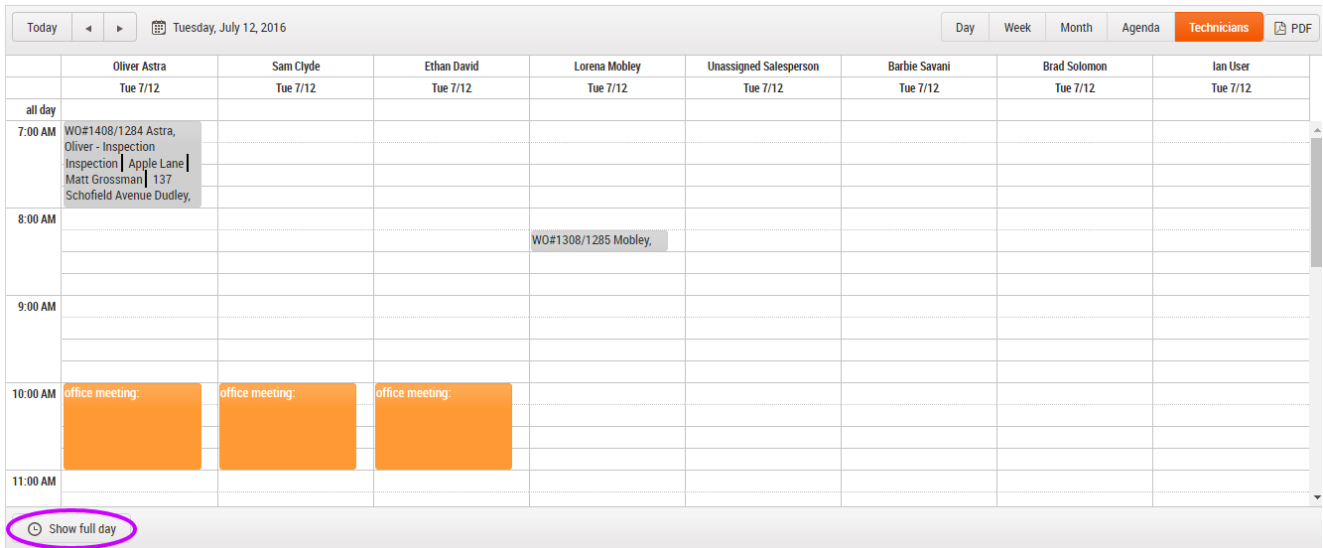 Today Tuesday, July 12, 2016 Day Week Month Agenda Technicians PDF
Oliver Astra Sam Clyde Ethan David Lorena Mobley Unassigned Salesperson Barbie Savani Brad Solomon Ian User
Tue 7/12 Tue 7/12 Tue 7/12 Tue 7/12 Tue 7/12 Tue 7/12 Tue 7/12 Tue 7/12
all day
7:00 AM WO#1408/1284 Astra,
Oliver - Inspection
Inspection | Apple Lane |
Matt Grossman | 137
Schofield Avenue Dudley,
8:00 AM
WO#1308/1285 Mobley,
9:00 AM
10:00 AM office meeting: office meeting: office meeting:
11:00 AM
Show full day